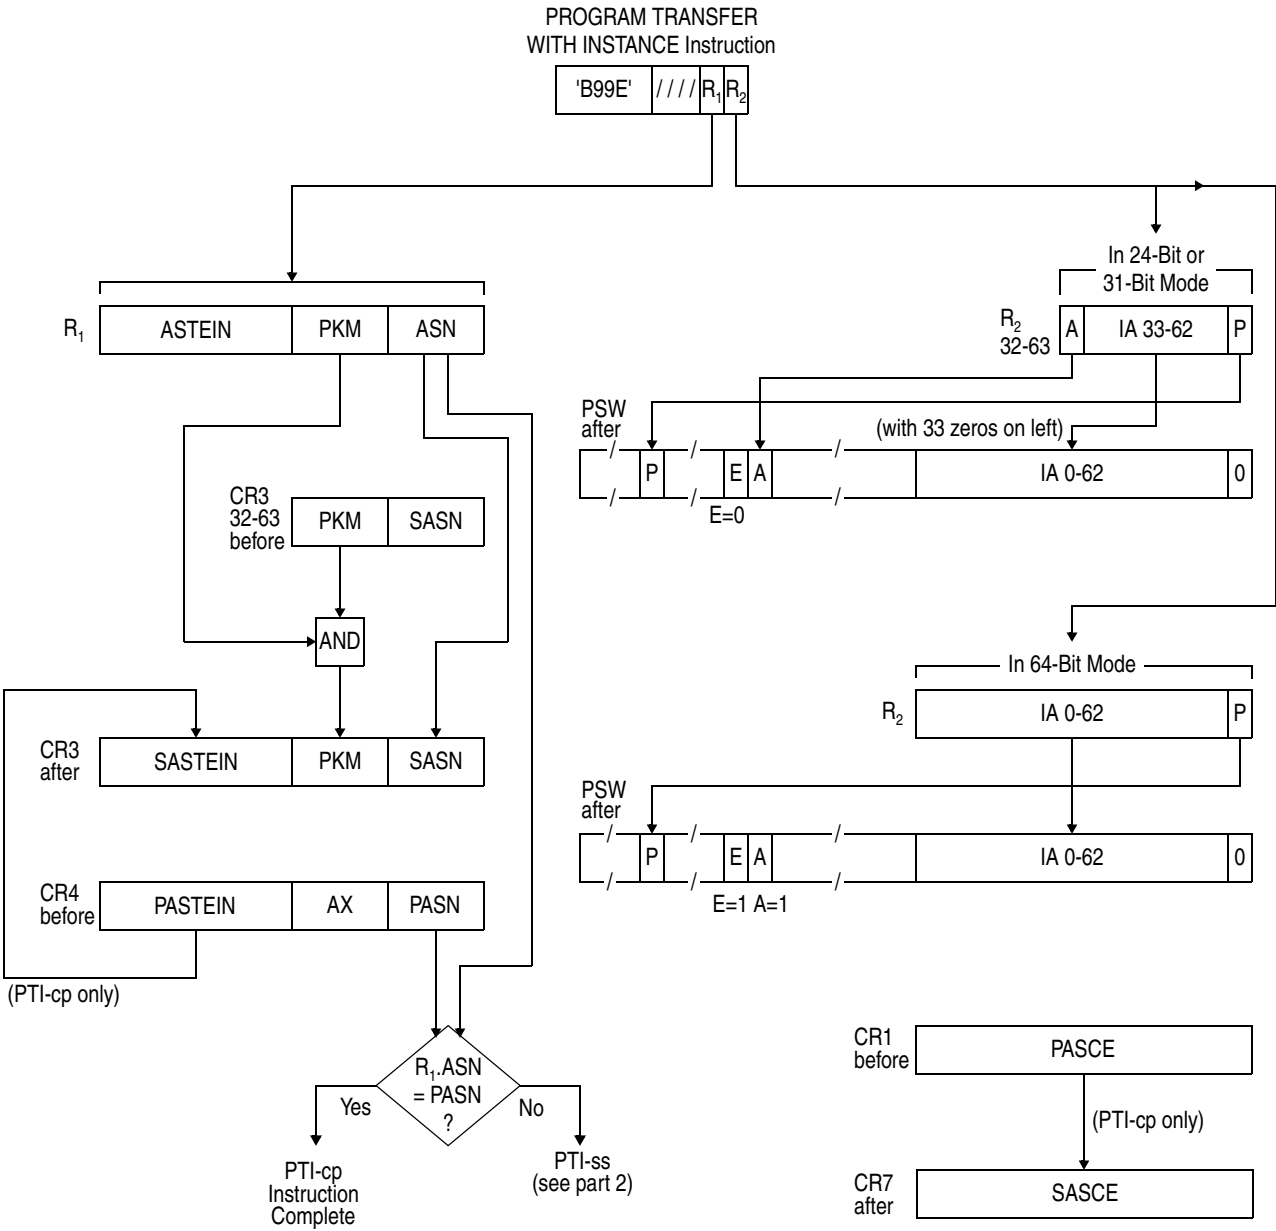 PROGRAM TRANSFER
WITH INSTANCE Instruction
'B99E' //// R1 R2
In 24-Bit or
31-Bit Mode
R1 ASTEIN PKM ASN
R2
32-63
A IA 33-62 P
PSW
after
(with 33 zeros on left)
/ P / E A / IA 0-62 0
/ / /
E=0
CR3
32-63
before
PKM SASN
AND
In 64-Bit Mode
R2 IA 0-62 P
CR3
after
SASTEIN PKM SASN
PSW
after
/ P / E A / IA 0-62 0
/ / /
E=1 A=1
CR4
before
PASTEIN AX PASN
(PTI-cp only)
R1.ASN
= PASN
?
Yes
No
PTI-cp
Instruction
Complete
PTI-ss
(see part 2)
CR1
before
PASCE
(PTI-cp only)
CR7
after
SASCE